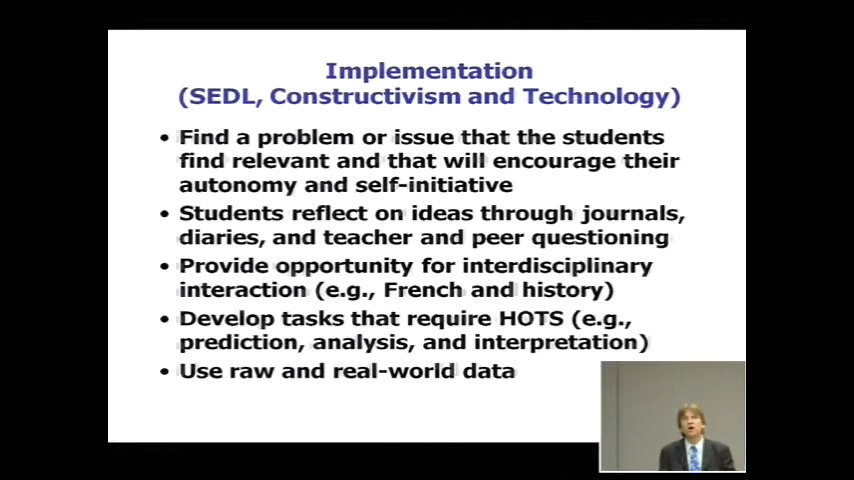 Implementation
(SEDL, Constructivism and Technology)
• Find a problem or issue that the students
find relevant and that will encourage their
autonomy and self-initiative
• Students reflect on ideas through journals,
diaries, and teacher and peer questioning
• Provide opportunity for interdisciplinary
interaction (e.g., French and history)
• Develop tasks that require HOTS (e.g.,
prediction, analysis, and interpretation)
• Use raw and real-world data